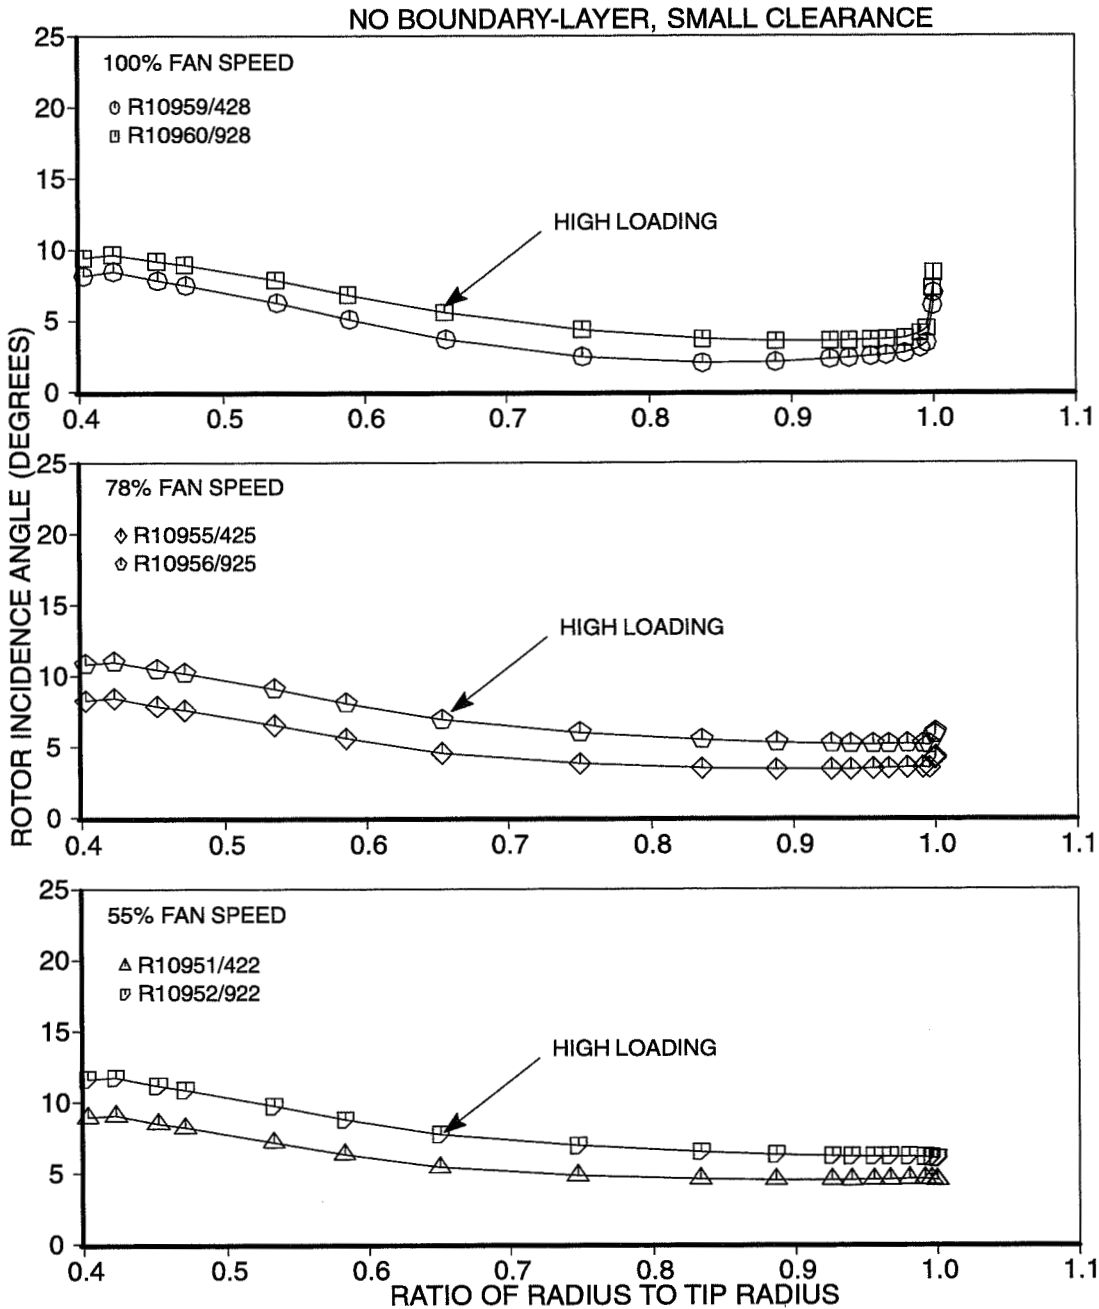 NO BOUNDARY-LAYER, SMALL CLEARANCE
ROTOR INCIDENCE ANGLE (DEGREES)
25
20
15
10
5
0
100% FAN SPEED
R10959/428
R10960/928
HIGH LOADING
0.4 0.5 0.6 0.7 0.8 0.9 1.0 1.1
25
20
15
10
5
0
78% FAN SPEED
R10955/425
R10956/925
HIGH LOADING
0.4 0.5 0.6 0.7 0.8 0.9 1.0 1.1
25
20
15
10
5
0
55% FAN SPEED
R10951/422
R10952/922
HIGH LOADING
0.4 0.5 0.6 0.7 0.8 0.9 1.0 1.1
RATIO OF RADIUS TO TIP RADIUS